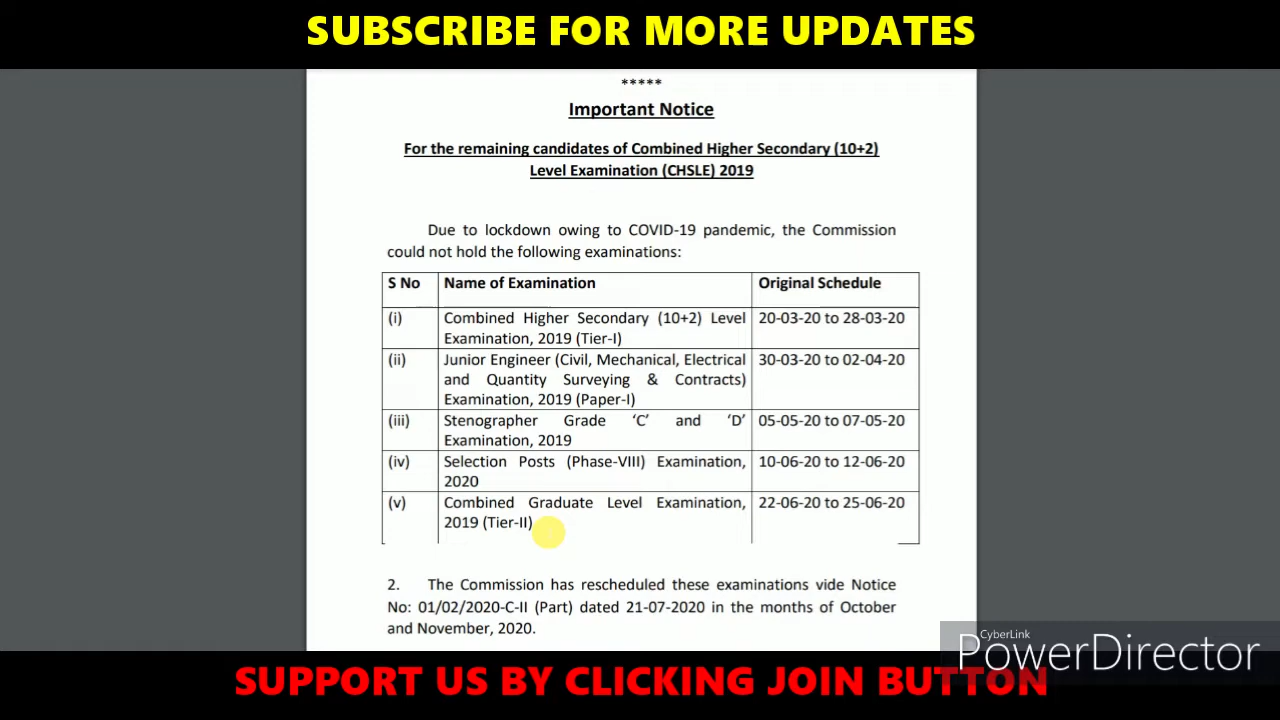 SUBSCRIBE FOR MORE UPDATES
*****
Important Notice
For the remaining candidates of Combined Higher Secondary (10+2)
Level Examination (CHSLE) 2019
Due to lockdown owing to COVID-19 pandemic, the Commission
could not hold the following examinations:
S No Name of Examination Original Schedule
(i) Combined Higher Secondary (10+2) Level 20-03-20 to 28-03-20
Examination, 2019 (Tier-I)
(ii) Junior Engineer (Civil, Mechanical, Electrical 30-03-20 to 02-04-20
and Quantity Surveying & Contracts)
Examination, 2019 (Paper-I)
(iii) Stenographer Grade ‘C’ and ‘D’ 05-05-20 to 07-05-20
Examination, 2019
(iv) Selection Posts (Phase-VIII) Examination, 10-06-20 to 12-06-20
2020
(v) Combined Graduate Level Examination, 22-06-20 to 25-06-20
2019 (Tier-II)
2. The Commission has rescheduled these examinations vide Notice
No: 01/02/2020-C-II (Part) dated 21-07-2020 in the months of October
and November, 2020.
CyberLink
PowerDirector
SUPPORT US BY CLICKING JOIN BUTTON